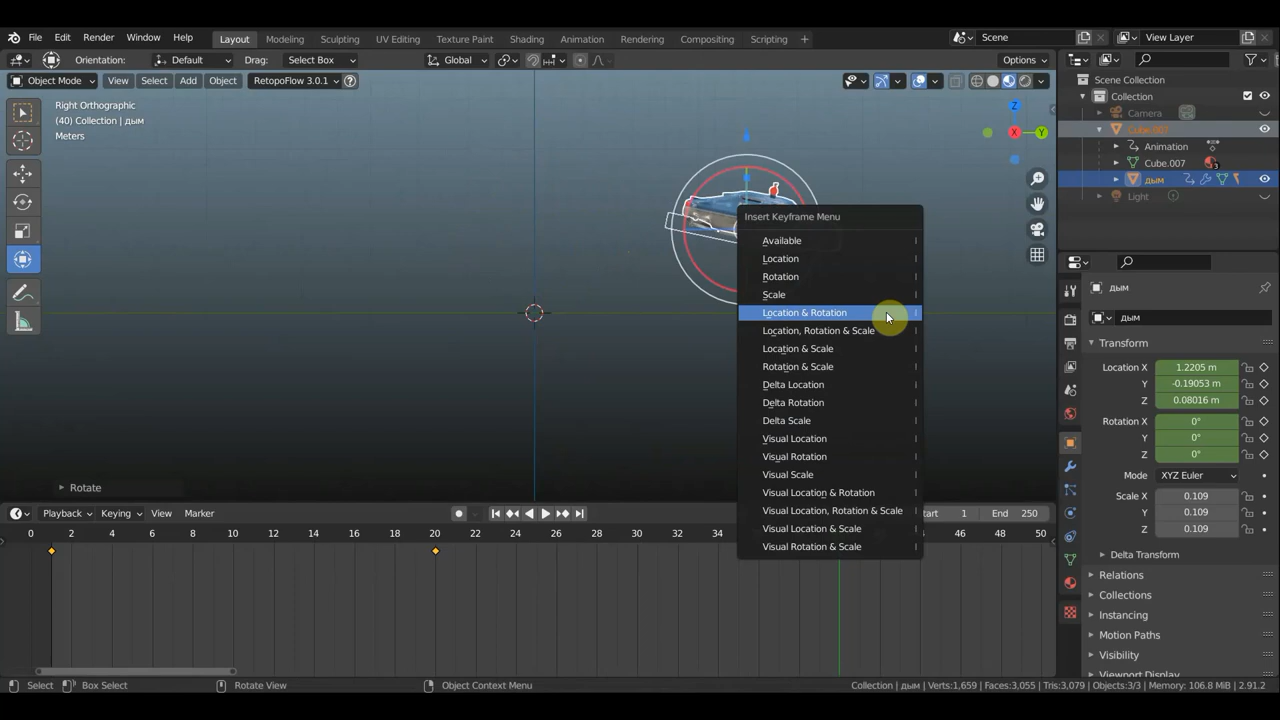 File Edit Render Window Help Layout Modeling Sculpting UV Editing Texture Paint Shading Animation Rendering Compositing Scripting + Scene View Layer
Orientation: Default Drag: Select Box Global Options
Object Mode View Select Add Object RetopoFlow 3.0.1
Right Orthographic
(40) Collection | дым
Meters
Z
X
Y
Scene Collection
Collection
Camera
Cube.007
Animation
Cube.007
дым
Light
Insert Keyframe Menu
Available I
Location I
Rotation I
Scale I
Location & Rotation I
Location, Rotation & Scale I
Location & Scale I
Rotation & Scale I
Delta Location I
Delta Rotation I
Delta Scale I
Visual Location I
Visual Rotation I
Visual Scale I
Visual Location & Rotation I
Visual Location, Rotation & Scale I
Visual Location & Scale I
Visual Rotation & Scale I
дым
дым
Transform
Location X 1.2205 m
Y -0.19053 m
Z 0.08016 m
Rotation X 0°
Y 0°
Z 0°
Mode XYZ Euler
Scale X 0.109
Y 0.109
Z 0.109
Delta Transform
Relations
Collections
Instancing
Motion Paths
Visibility
Viewport Display
Rotate
Playback Keying View Marker tart 1 End 250
0 2 4 6 8 10 12 14 16 18 20 22 24 26 28 30 32 34 36 38 46 48 50
Select Box Select Rotate View Object Context Menu Collection | дым | Verts:1,659 | Faces:3,055 | Tris:3,079 | Objects:3/3 | Memory: 106.8 MiB | 2.91.2